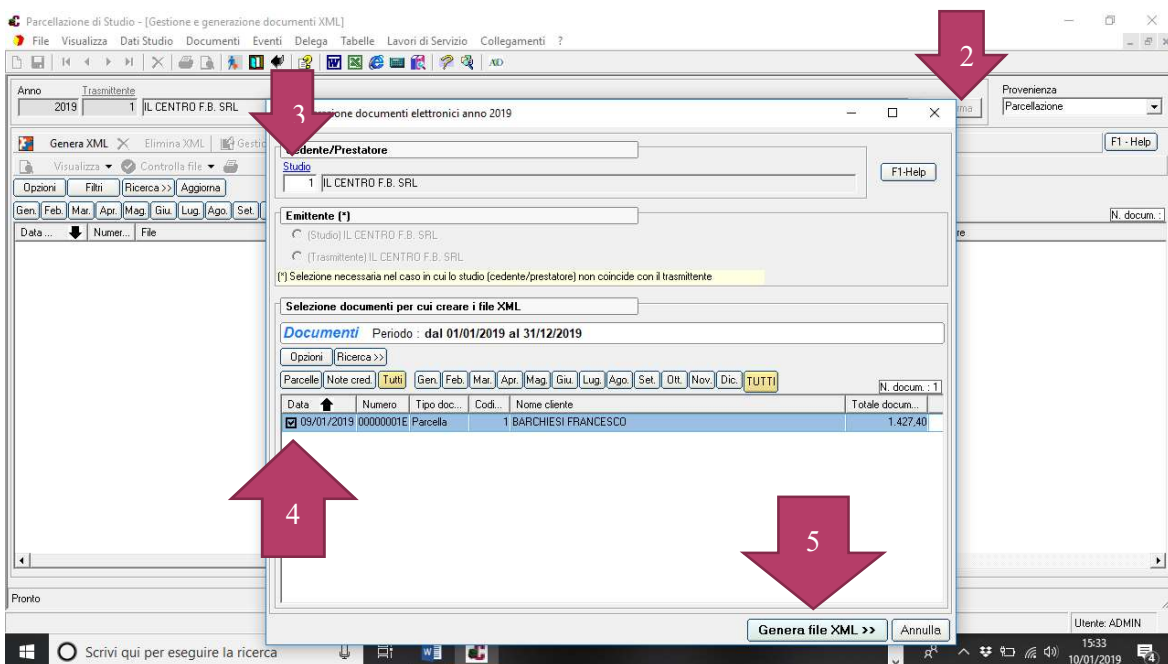 Parcellazione di Studio - [Gestione e generazione documenti XML]
File Visualizza Dati Studio Documenti Eventi Delega Tabelle Lavori di Servizio Collegamenti ?
2
Anno Trasmittente Provenienza
2019 1 IL CENTRO F.B. SRL Parcellazione
3
documenti elettronici anno 2019
Genera XML Elimina XML F1 - Help
Visualizza Controlla file
Opzioni Filtri Ricerca >> Aggiorna
Gen. Feb. Mar. Apr. Mag. Giu. Lug. Ago. Set. N. docum. :
Data ... Numer... File
Cedente/Prestatore
Studio
1 IL CENTRO F.B. SRL
F1-Help
Emittente (*)
(Studio) IL CENTRO F.B. SRL
(Trasmittente) IL CENTRO F.B. SRL
(*) Selezione necessaria nel caso in cui lo studio (cedente/prestatore) non coincide con il trasmittente
Selezione documenti per cui creare i file XML
Documenti Periodo : dal 01/01/2019 al 31/12/2019
Opzioni Ricerca >>
Parcelle Note cred. Tutti Gen. Feb. Mar. Apr. Mag. Giu. Lug. Ago. Set. Ott. Nov. Dic. TUTTI
N. docum. : 1
Data Numero Tipo doc... Codi... Nome cliente Totale docum...
09/01/2019 00000001E Parcella 1 BARCHIESI FRANCESCO 1.427,40
4
5
Genera file XML >> Annulla
Pronto
Utente: ADMIN
Scrivi qui per eseguire la ricerca
15:33
10/01/2019
4